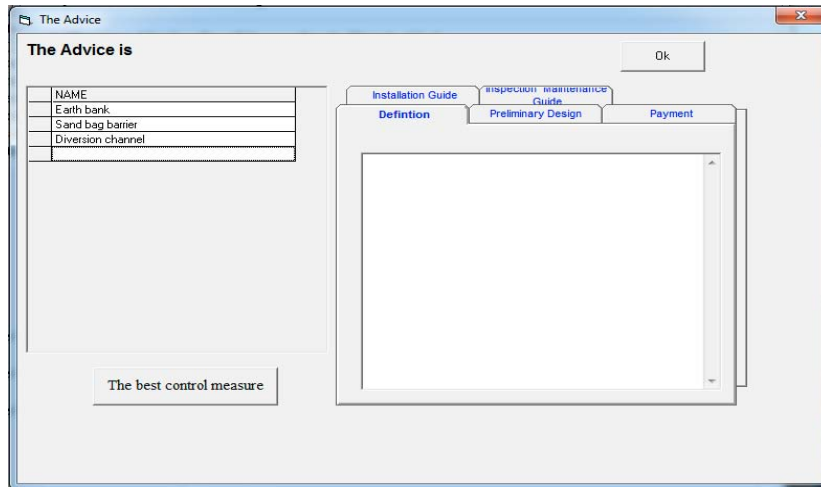 The Advice
The Advice is
Ok
NAME
Earth bank
Sand bag barrier
Diversion channel
Installation Guide
Inspection Maintenance
Guide
Defintion
Preliminary Design
Payment
The best control measure